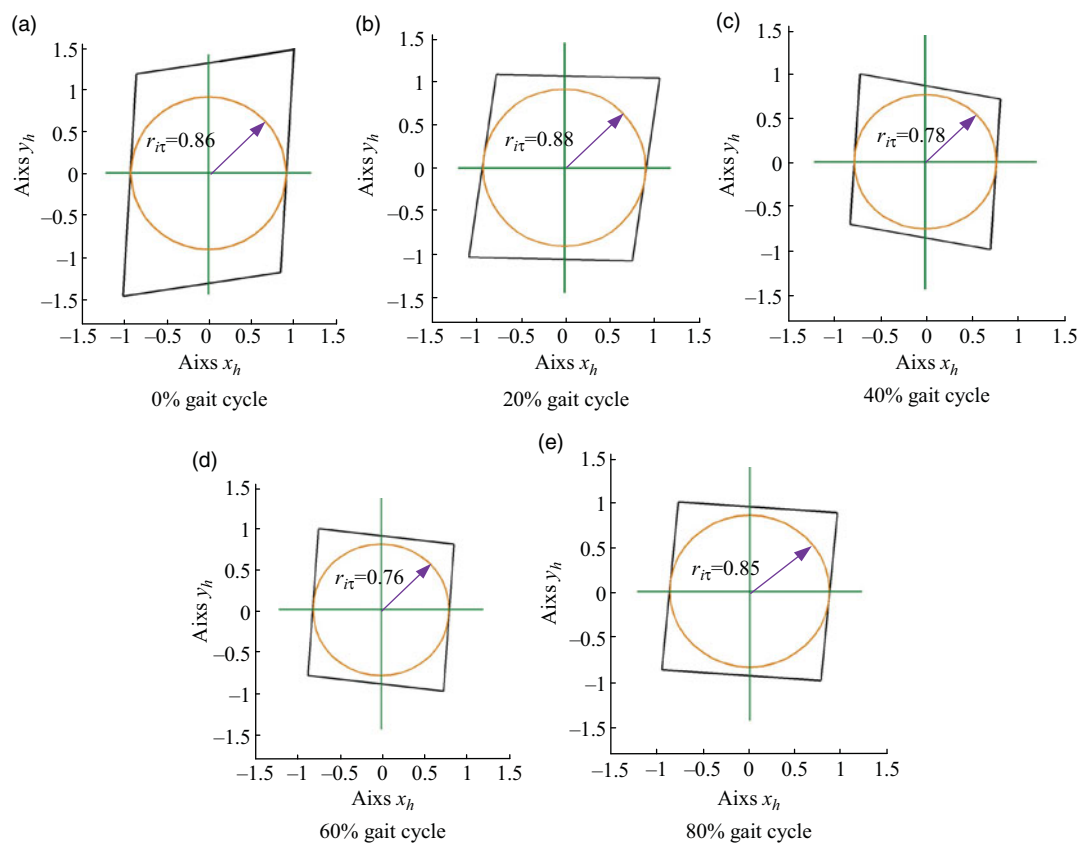 (a)
1.5
1
0.5
0
−0.5
−1
−1.5
Aixs y_h
r_iτ=0.86
−1.5 −1 −0.5 0 0.5 1 1.5
Aixs x_h
0% gait cycle
(b)
1.5
1
0.5
0
−0.5
−1
−1.5
Aixs y_h
r_iτ=0.88
−1.5 −1 −0.5 0 0.5 1 1.5
Aixs x_h
20% gait cycle
(c)
1.5
1
0.5
0
−0.5
−1
−1.5
Aixs y_h
r_iτ=0.78
−1.5 −1 −0.5 0 0.5 1 1.5
Aixs x_h
40% gait cycle
(d)
1.5
1
0.5
0
−0.5
−1
−1.5
Aixs y_h
r_iτ=0.76
−1.5 −1 −1 0 0.5 1 1.5
Aixs x_h
60% gait cycle
(e)
1.5
1
0.5
0
−0.5
−1
−1.5
Aixs y_h
r_iτ=0.85
−1.5 −1 −0.5 0 0.5 1 1.5
Aixs x_h
80% gait cycle